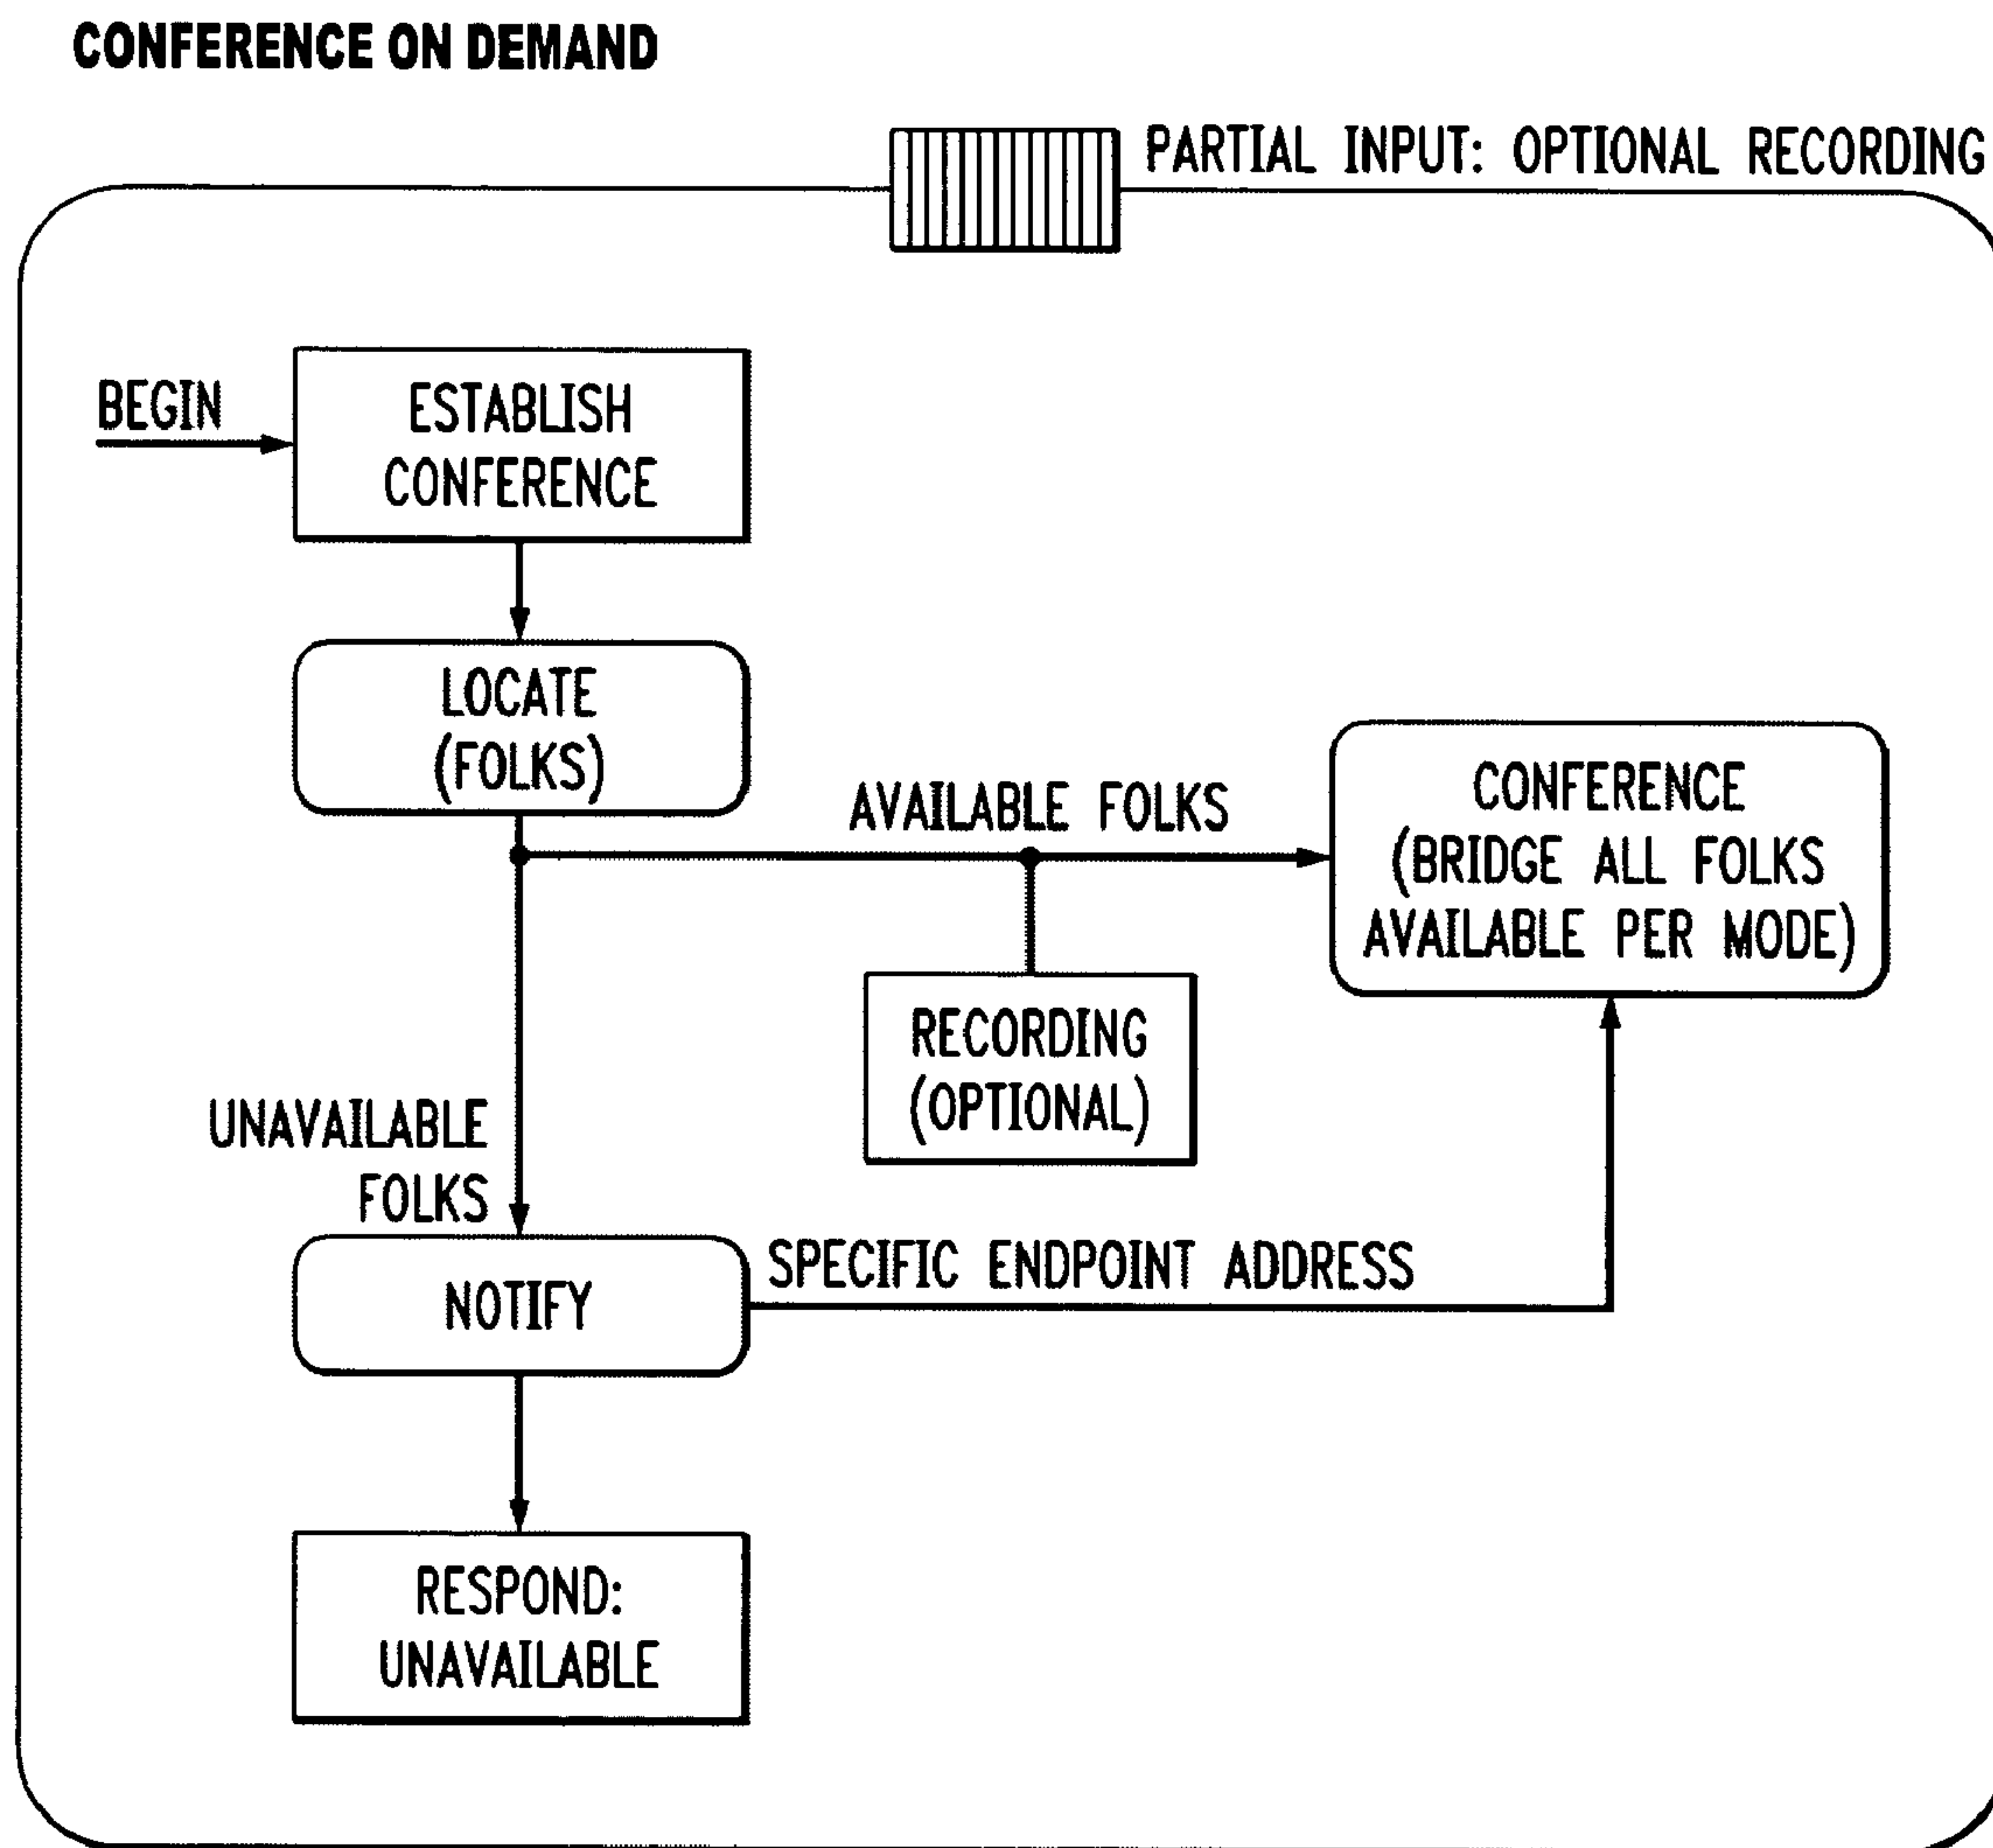 CONFERENCE ON DEMAND
PARTIAL INPUT: OPTIONAL RECORDING
BEGIN
ESTABLISH
CONFERENCE
LOCATE
(FOLKS)
AVAILABLE FOLKS
CONFERENCE
(BRIDGE ALL FOLKS
AVAILABLE PER MODE)
RECORDING
(OPTIONAL)
UNAVAILABLE
FOLKS
NOTIFY
SPECIFIC ENDPOINT ADDRESS
RESPOND:
UNAVAILABLE